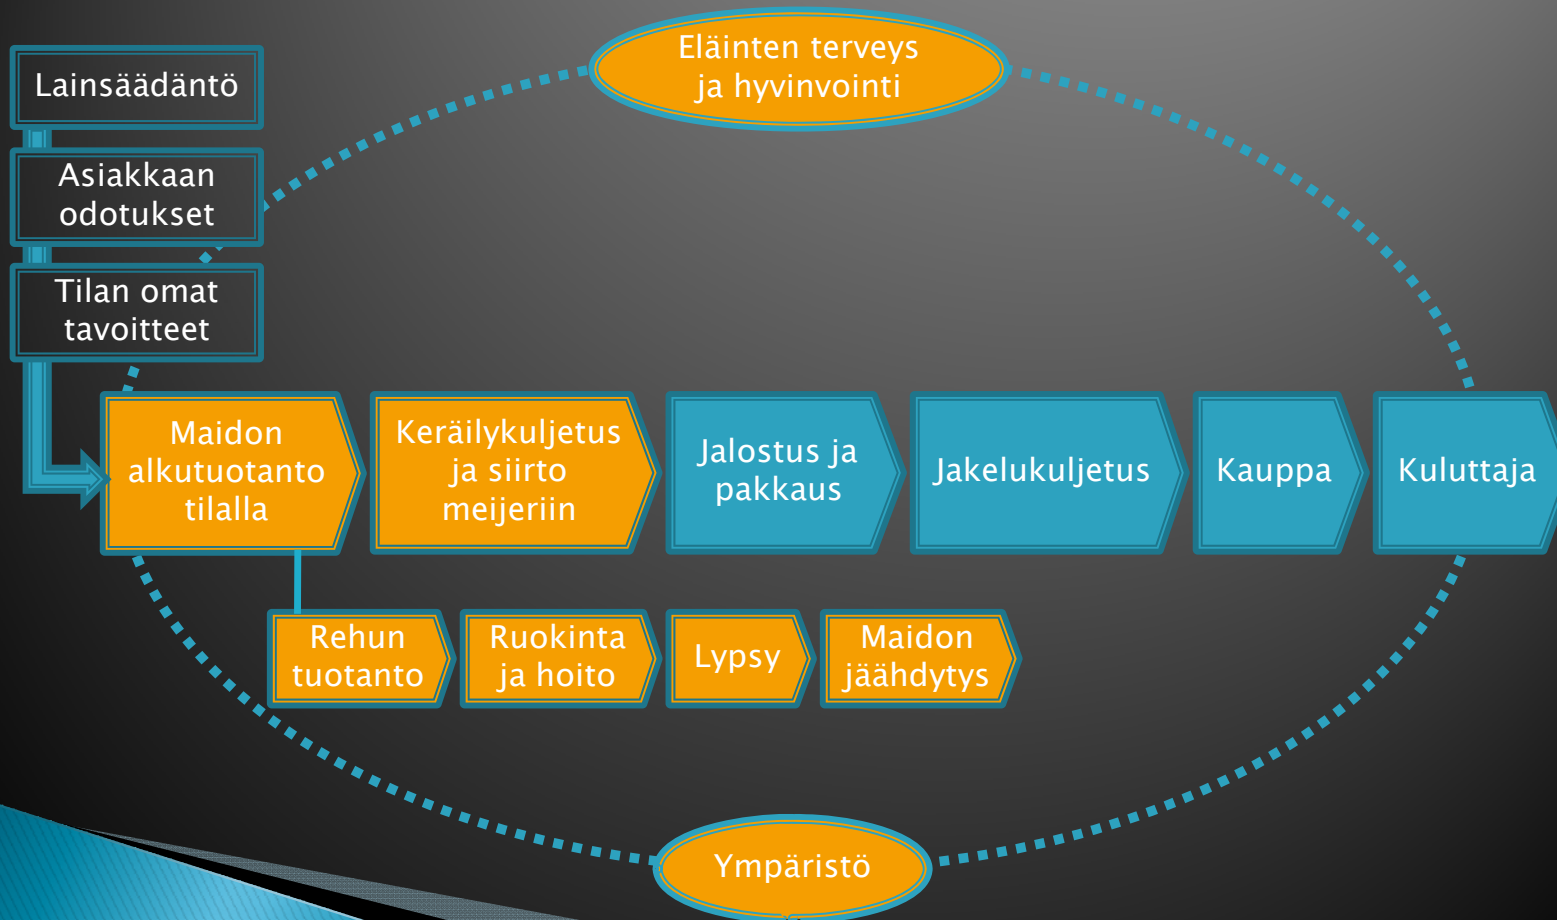 Eläinten terveys
ja hyvinvointi
Lainsäädäntö
Asiakkaan
odotukset
Tilan omat
tavoitteet
Maidon
alkutuotanto
tilalla
Keräilykuljetus
ja siirto
meijeriin
Jalostus ja
pakkaus
Jakelukuljetus
Kauppa
Kuluttaja
Rehun
tuotanto
Ruokinta
ja hoito
Lypsy
Maidon
jäähdytys
Ympäristö